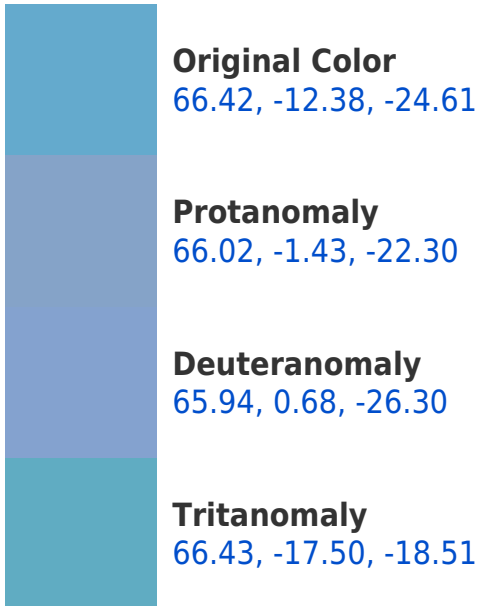 Original Color
66.42, -12.38, -24.61
Protanomaly
66.02, -1.43, -22.30
Deuteranomaly
65.94, 0.68, -26.30
Tritanomaly
66.43, -17.50, -18.51